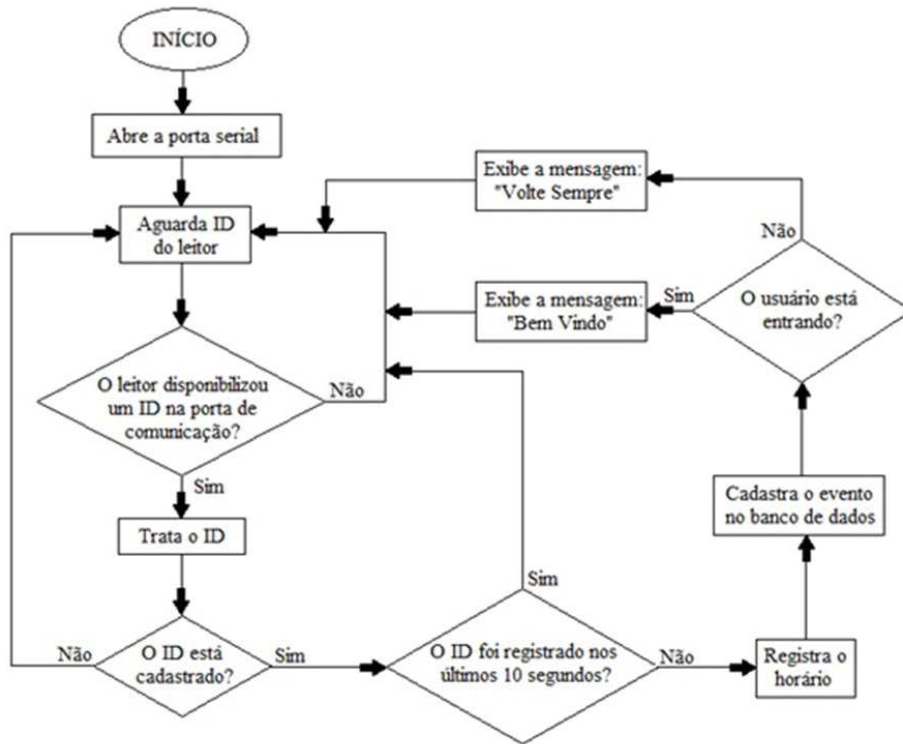 INÍCIO
Abre a porta serial
Aguarda ID
do leitor
O leitor disponibilizou
um ID na porta de
comunicação?
Não
Sim
Trata o ID
O ID está
cadastrado?
Não
Sim
O ID foi registrado nos
últimos 10 segundos?
Sim
Não
Registra o
horário
Cadastra o evento
no banco de dados
O usuário está
entrando?
Sim
Não
Exibe a mensagem:
"Bem Vindo"
Exibe a mensagem:
"Volte Sempre"